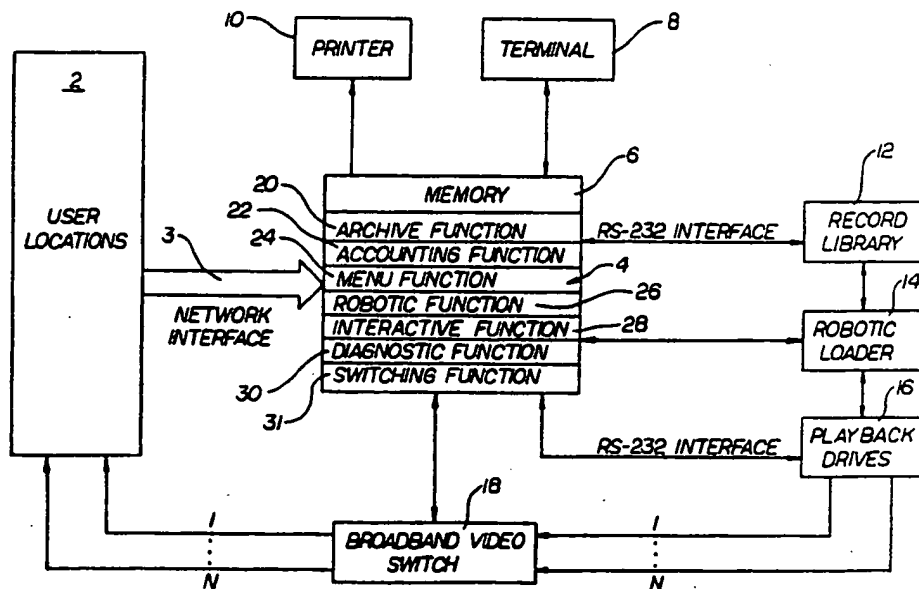 10
PRINTER
TERMINAL
8
2
USER
LOCATIONS
3
NETWORK
INTERFACE
6
MEMORY
20
ARCHIVE FUNCTION
22
ACCOUNTING FUNCTION
24
MENU FUNCTION
4
ROBOTIC FUNCTION
26
INTERACTIVE FUNCTION
28
30
DIAGNOSTIC FUNCTION
31
SWITCHING FUNCTION
RS-232 INTERFACE
12
RECORD
LIBRARY
14
ROBOTIC
LOADER
16
PLAYBACK
DRIVES
RS-232 INTERFACE
18
BROADBAND VIDEO
SWITCH
1
N
1
N